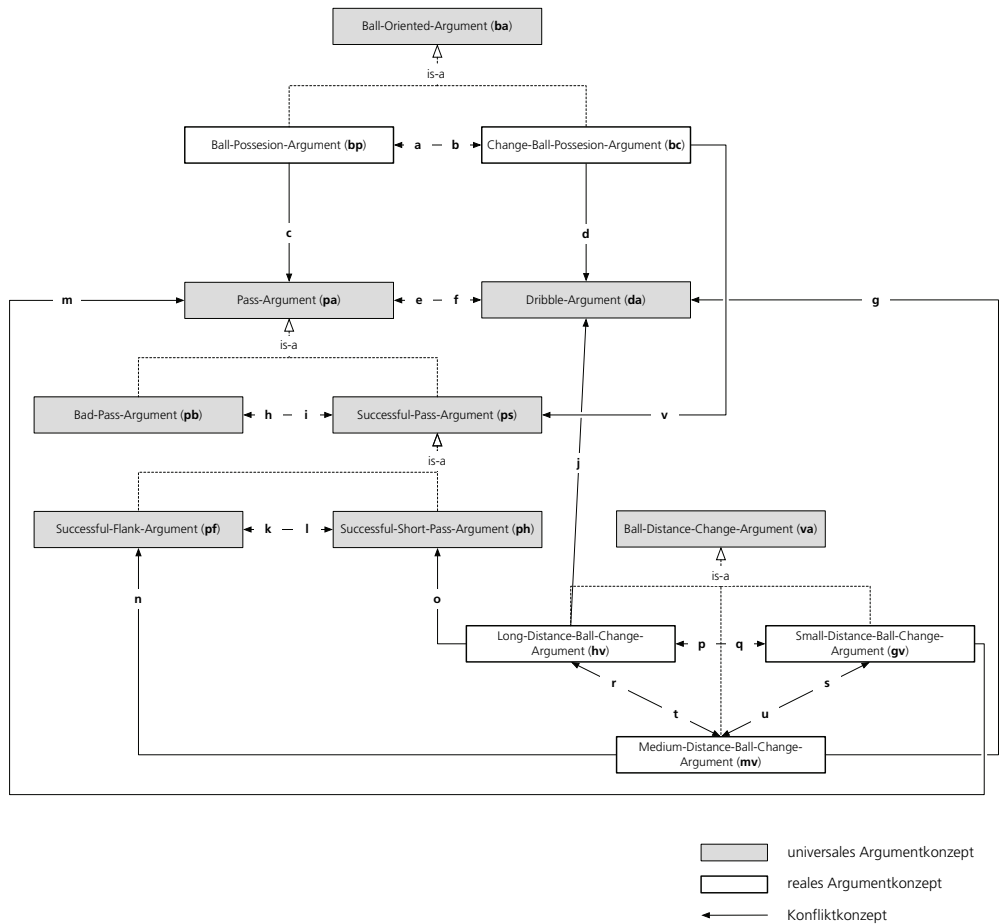 Ball-Oriented-Argument (ba)
is-a
Ball-Possesion-Argument (bp)
a
b
Change-Ball-Possesion-Argument (bc)
c
d
m
Pass-Argument (pa)
e
f
Dribble-Argument (da)
g
is-a
Bad-Pass-Argument (pb)
h
i
Successful-Pass-Argument (ps)
v
is-a
j
Successful-Flank-Argument (pf)
k
l
Successful-Short-Pass-Argument (ph)
Ball-Distance-Change-Argument (va)
is-a
n
o
Long-Distance-Ball-Change-
Argument (hv)
p
q
Small-Distance-Ball-Change-
Argument (gv)
r
s
t
u
Medium-Distance-Ball-Change-
Argument (mv)
universales Argumentkonzept
reales Argumentkonzept
Konfliktkonzept